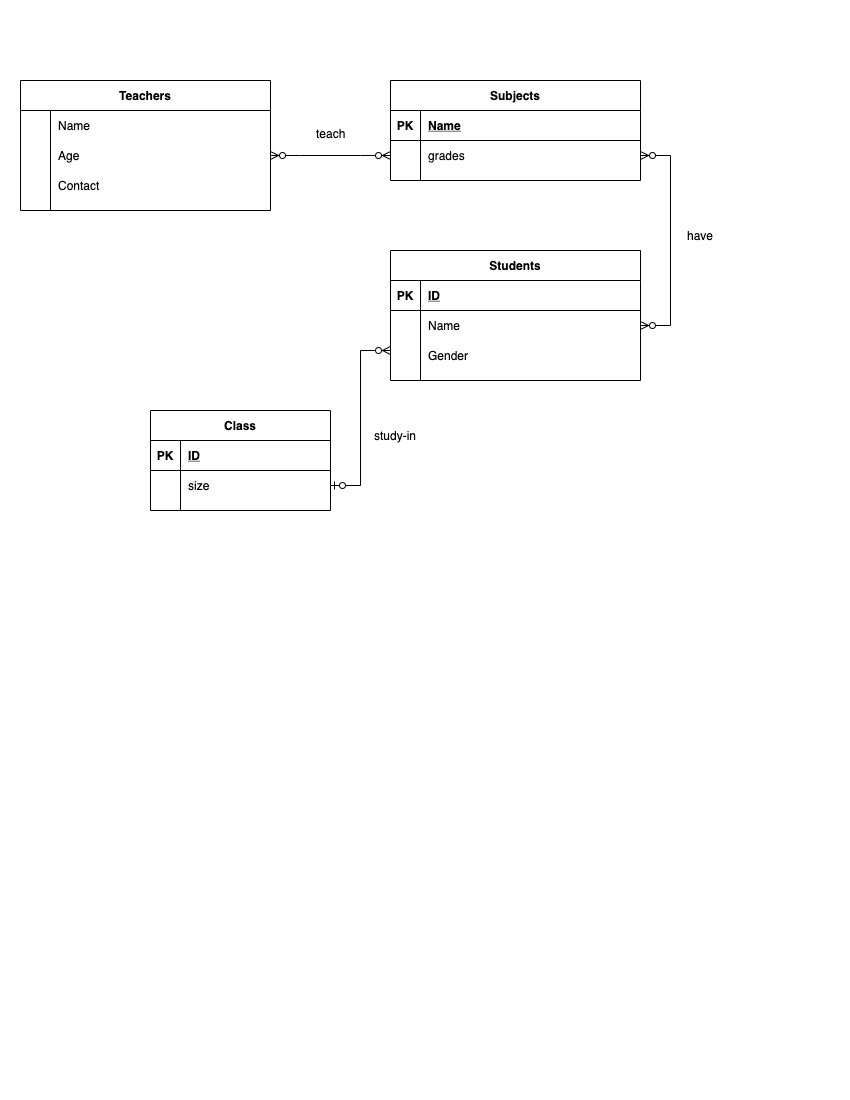 Teachers
Name
Age
Contact
teach
Subjects
PK Name
grades
have
Students
PK ID
Name
Gender
study-in
Class
PK ID
size